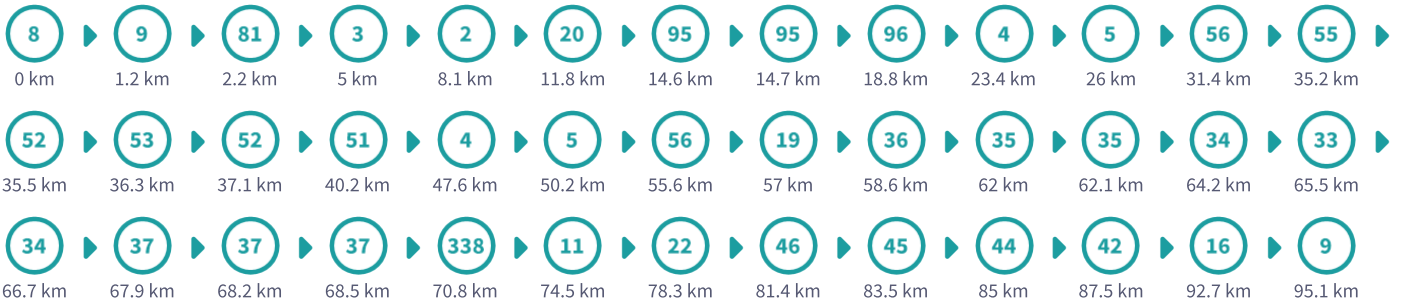 8 9 81 3 2 20 95 95 96 4 5 56 55
0 km 1.2 km 2.2 km 5 km 8.1 km 11.8 km 14.6 km 14.7 km 18.8 km 23.4 km 26 km 31.4 km 35.2 km
52 53 52 51 4 5 56 19 36 35 35 34 33
35.5 km 36.3 km 37.1 km 40.2 km 47.6 km 50.2 km 55.6 km 57 km 58.6 km 62 km 62.1 km 64.2 km 65.5 km
34 37 37 37 338 11 22 46 45 44 42 16 9
66.7 km 67.9 km 68.2 km 68.5 km 70.8 km 74.5 km 78.3 km 81.4 km 83.5 km 85 km 87.5 km 92.7 km 95.1 km